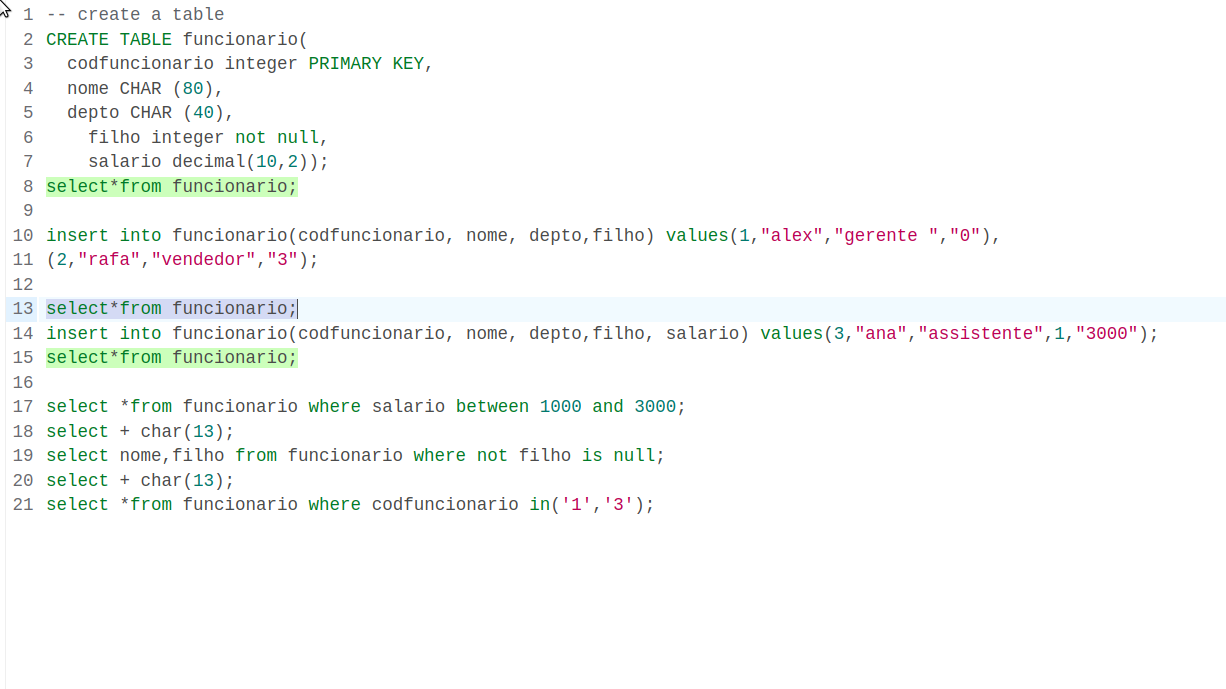 1 -- create a table
2 CREATE TABLE funcionario(
3   codfuncionario integer PRIMARY KEY,
4   nome CHAR (80),
5   depto CHAR (40),
6     filho integer not null,
7     salario decimal(10,2));
8 select*from funcionario;
9
10 insert into funcionario(codfuncionario, nome, depto,filho) values(1,"alex","gerente ","0"),
11 (2,"rafa","vendedor","3");
12
13 select*from funcionario;
14 insert into funcionario(codfuncionario, nome, depto,filho, salario) values(3,"ana","assistente",1,"3000");
15 select*from funcionario;
16
17 select *from funcionario where salario between 1000 and 3000;
18 select + char(13);
19 select nome,filho from funcionario where not filho is null;
20 select + char(13);
21 select *from funcionario where codfuncionario in('1','3');